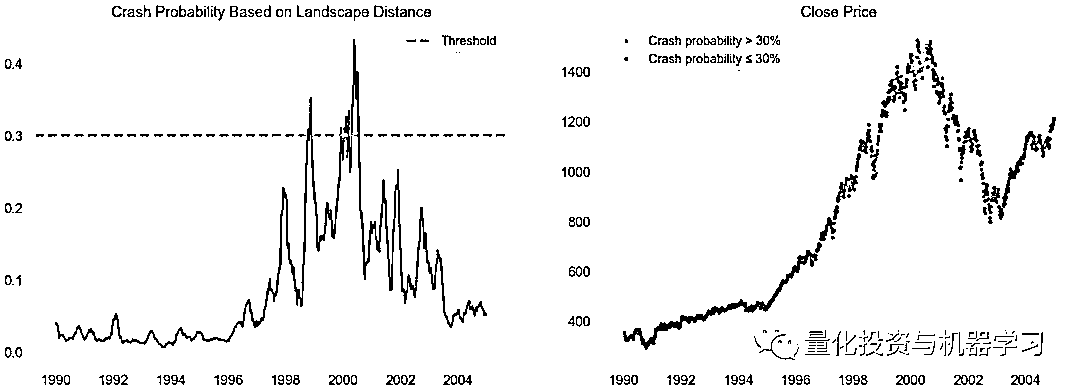 Crash Probability Based on Landscape Distance
Threshold
0.4
0.3
0.2
0.1
0.0
1990 1992 1994 1996 1998 2000 2002 2004
Close Price
Crash probability > 30%
Crash probability ≤ 30%
1400
1200
1000
800
600
400
1990 1992 1994 1996 1998 2000 2002 2004
量化投资与机器学习